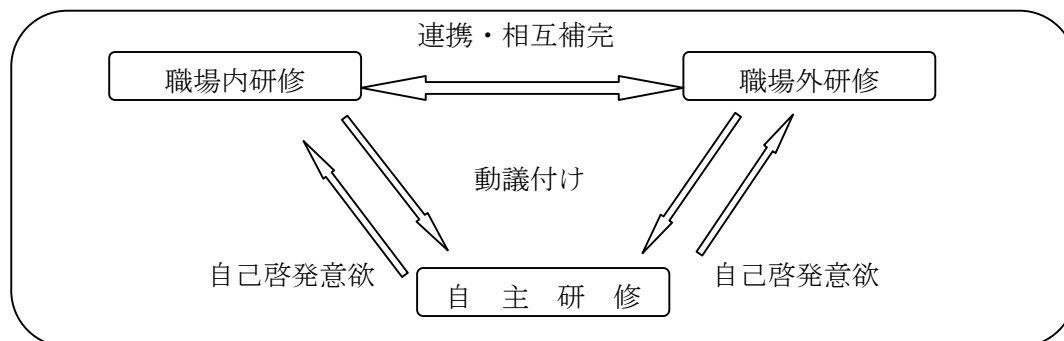 連携・相互補完
職場内研修
職場外研修
動議付け
自己啓発意欲
自己啓発意欲
自 主 研 修